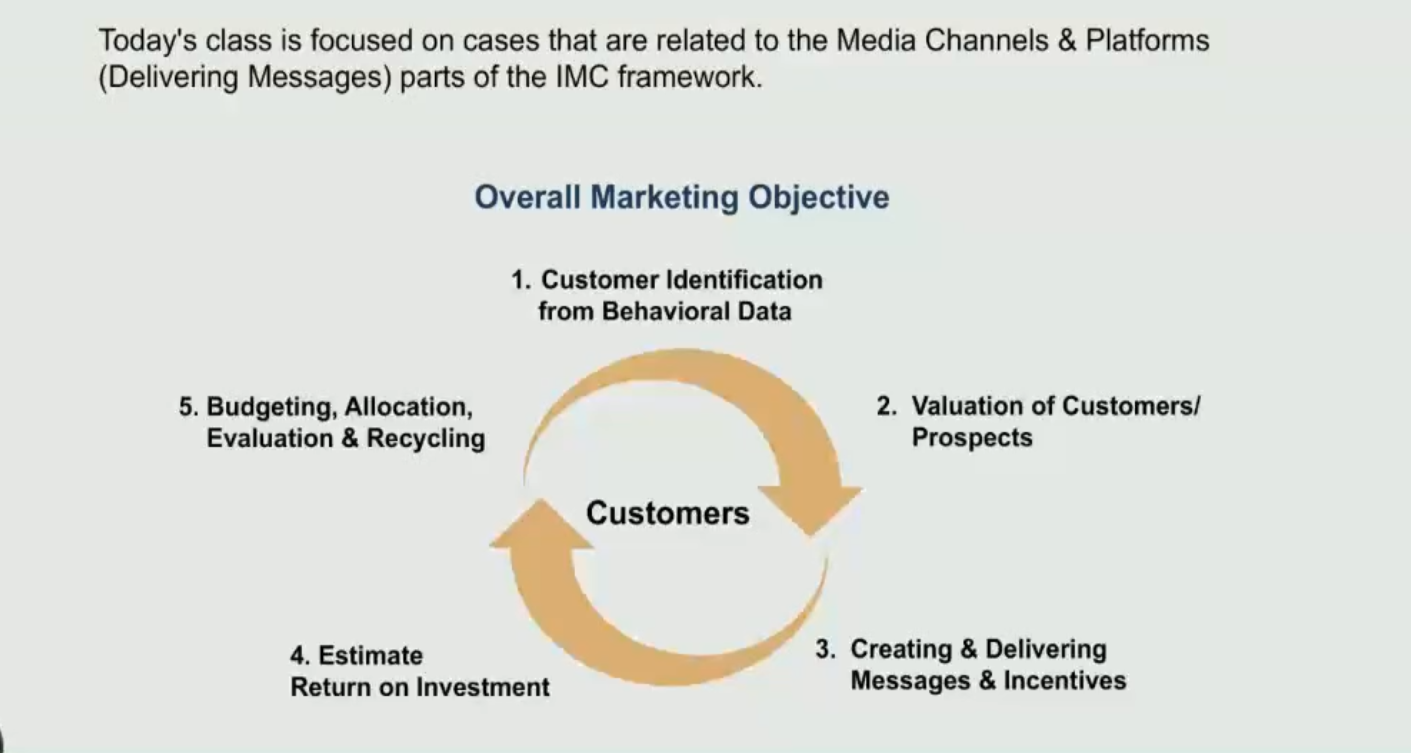 Today's class is focused on cases that are related to the Media Channels & Platforms
(Delivering Messages) parts of the IMC framework.
Overall Marketing Objective
1. Customer Identification
from Behavioral Data
5. Budgeting, Allocation,
Evaluation & Recycling
2. Valuation of Customers/
Prospects
Customers
4. Estimate
Return on Investment
3. Creating & Delivering
Messages & Incentives